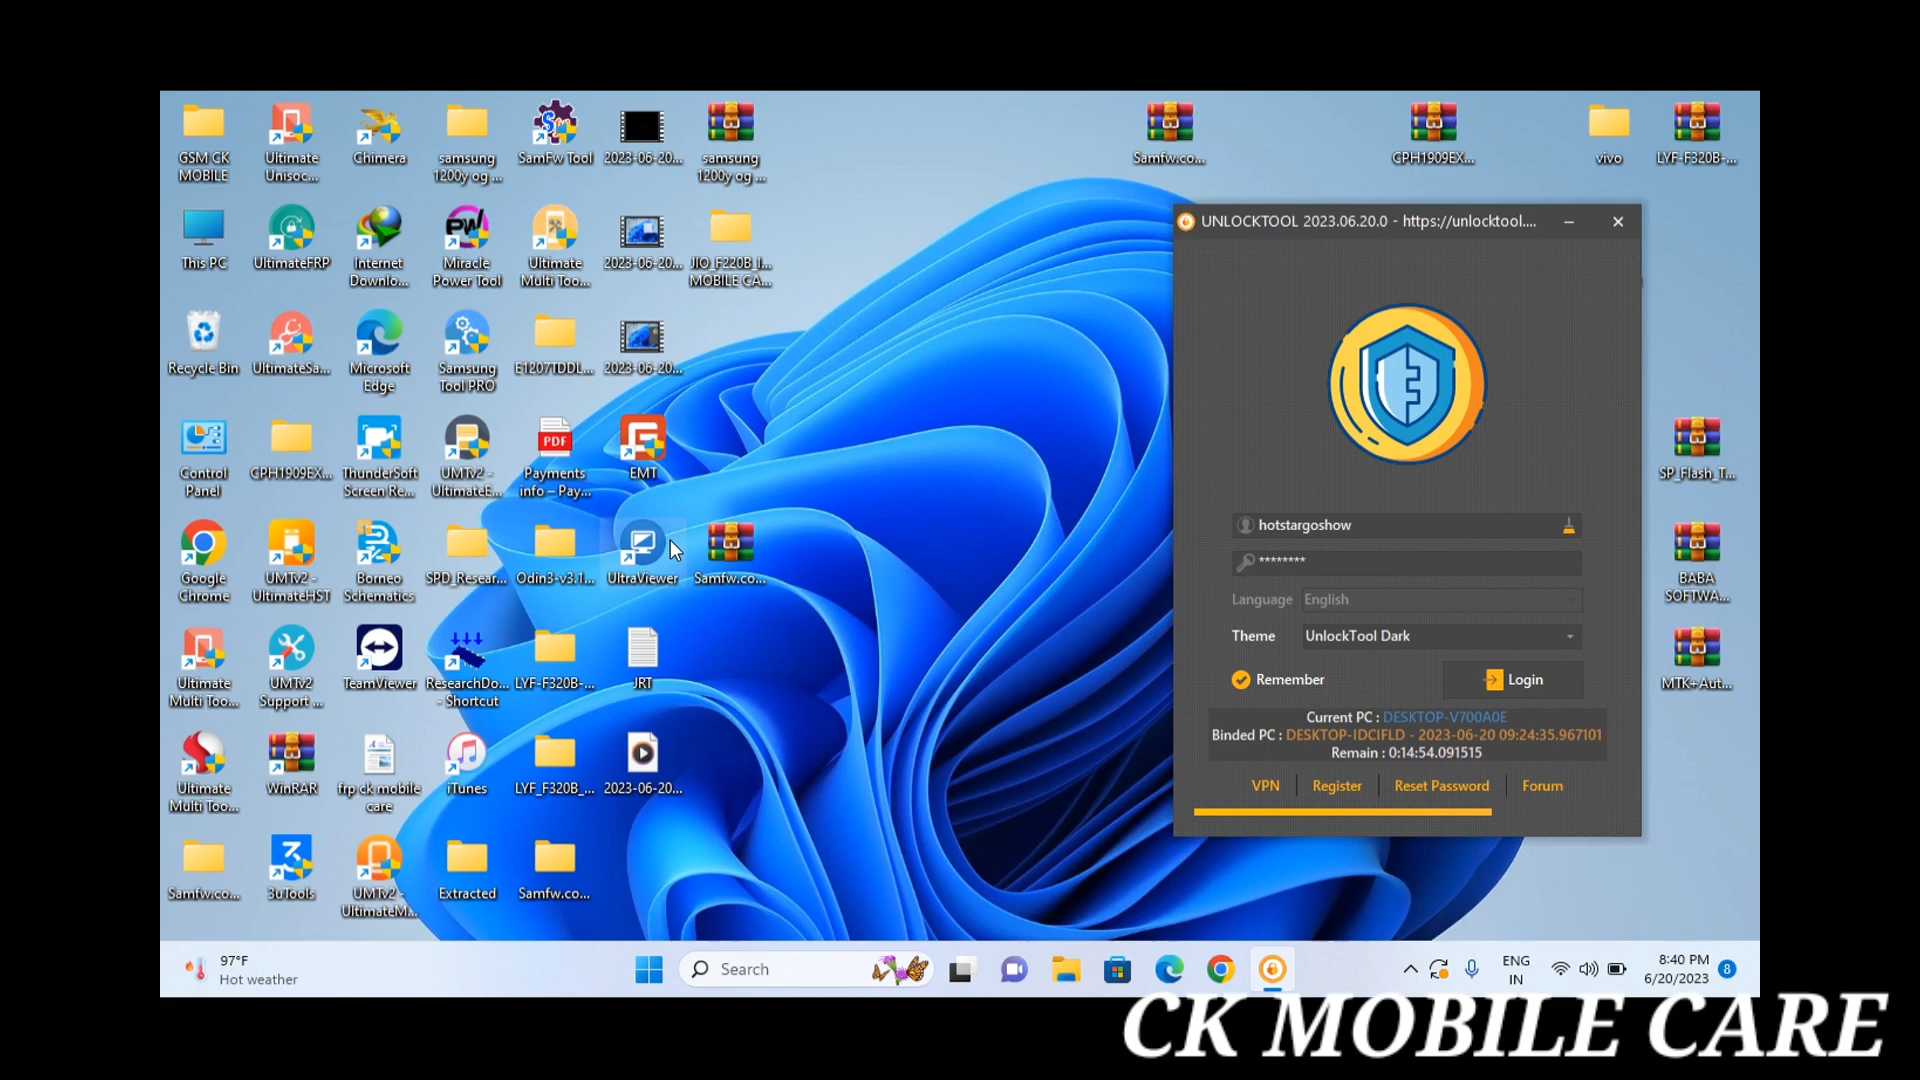 GSM CK
MOBILE
Ultimate
Unisoc...
Chimera
samsung
1200y og ...
SamFw Tool
2023-06-20...
samsung
1200y og ...
Samfw.co...
CPH1909EX...
vivo
LYF-F320B-...
This PC
UltimateFRP
Internet
Downlo...
Miracle
Power Tool
Ultimate
Multi Too...
2023-06-20...
JIO_F220B_I...
MOBILE CA...
Recycle Bin
UltimateSa...
Microsoft
Edge
Samsung
Tool PRO
E1207TDDL...
2023-06-20...
Control
Panel
CPH1909EX...
ThunderSoft
Screen Re...
UMTv2 -
UltimateE...
PDF
Payments
info – Pay...
EMT
SP_Flash_T...
Google
Chrome
UMTv2 -
UltimateHST
Borneo
Schematics
SPD_Resear...
Odin3-v3.1...
UltraViewer
Samfw.co...
BABA
SOFTWA...
Ultimate
Multi Too...
UMTv2
Support ...
TeamViewer
ResearchDo...
- Shortcut
LYF-F320B-...
JRT
MTK+Aut...
Ultimate
Multi Too...
WinRAR
frp ck mobile
care
iTunes
LYF_F320B_...
2023-06-20...
Samfw.co...
3uTools
UMTv2 -
UltimateM...
Extracted
Samfw.co...
UNLOCKTOOL 2023.06.20.0 - https://unlocktool....
hotstargoshow
********
Language English
Theme UnlockTool Dark
Remember
Login
Current PC : DESKTOP-V700A0E
Binded PC : DESKTOP-IDCIFLD - 2023-06-20 09:24:35.967101
Remain : 0:14:54.091515
VPN Register Reset Password Forum
97°F
Hot weather
Search
ENG
IN
8:40 PM
6/20/2023
8
CK MOBILE CARE